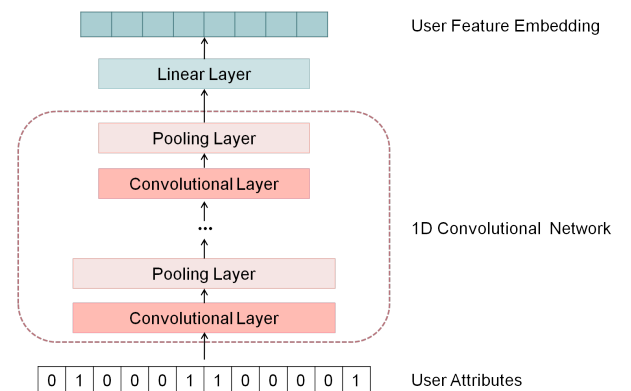 User Feature Embedding
Linear Layer
Pooling Layer
Convolutional Layer
...
1D Convolutional Network
Pooling Layer
Convolutional Layer
0 1 0 0 0 1 1 0 0 0 0 1
User Attributes